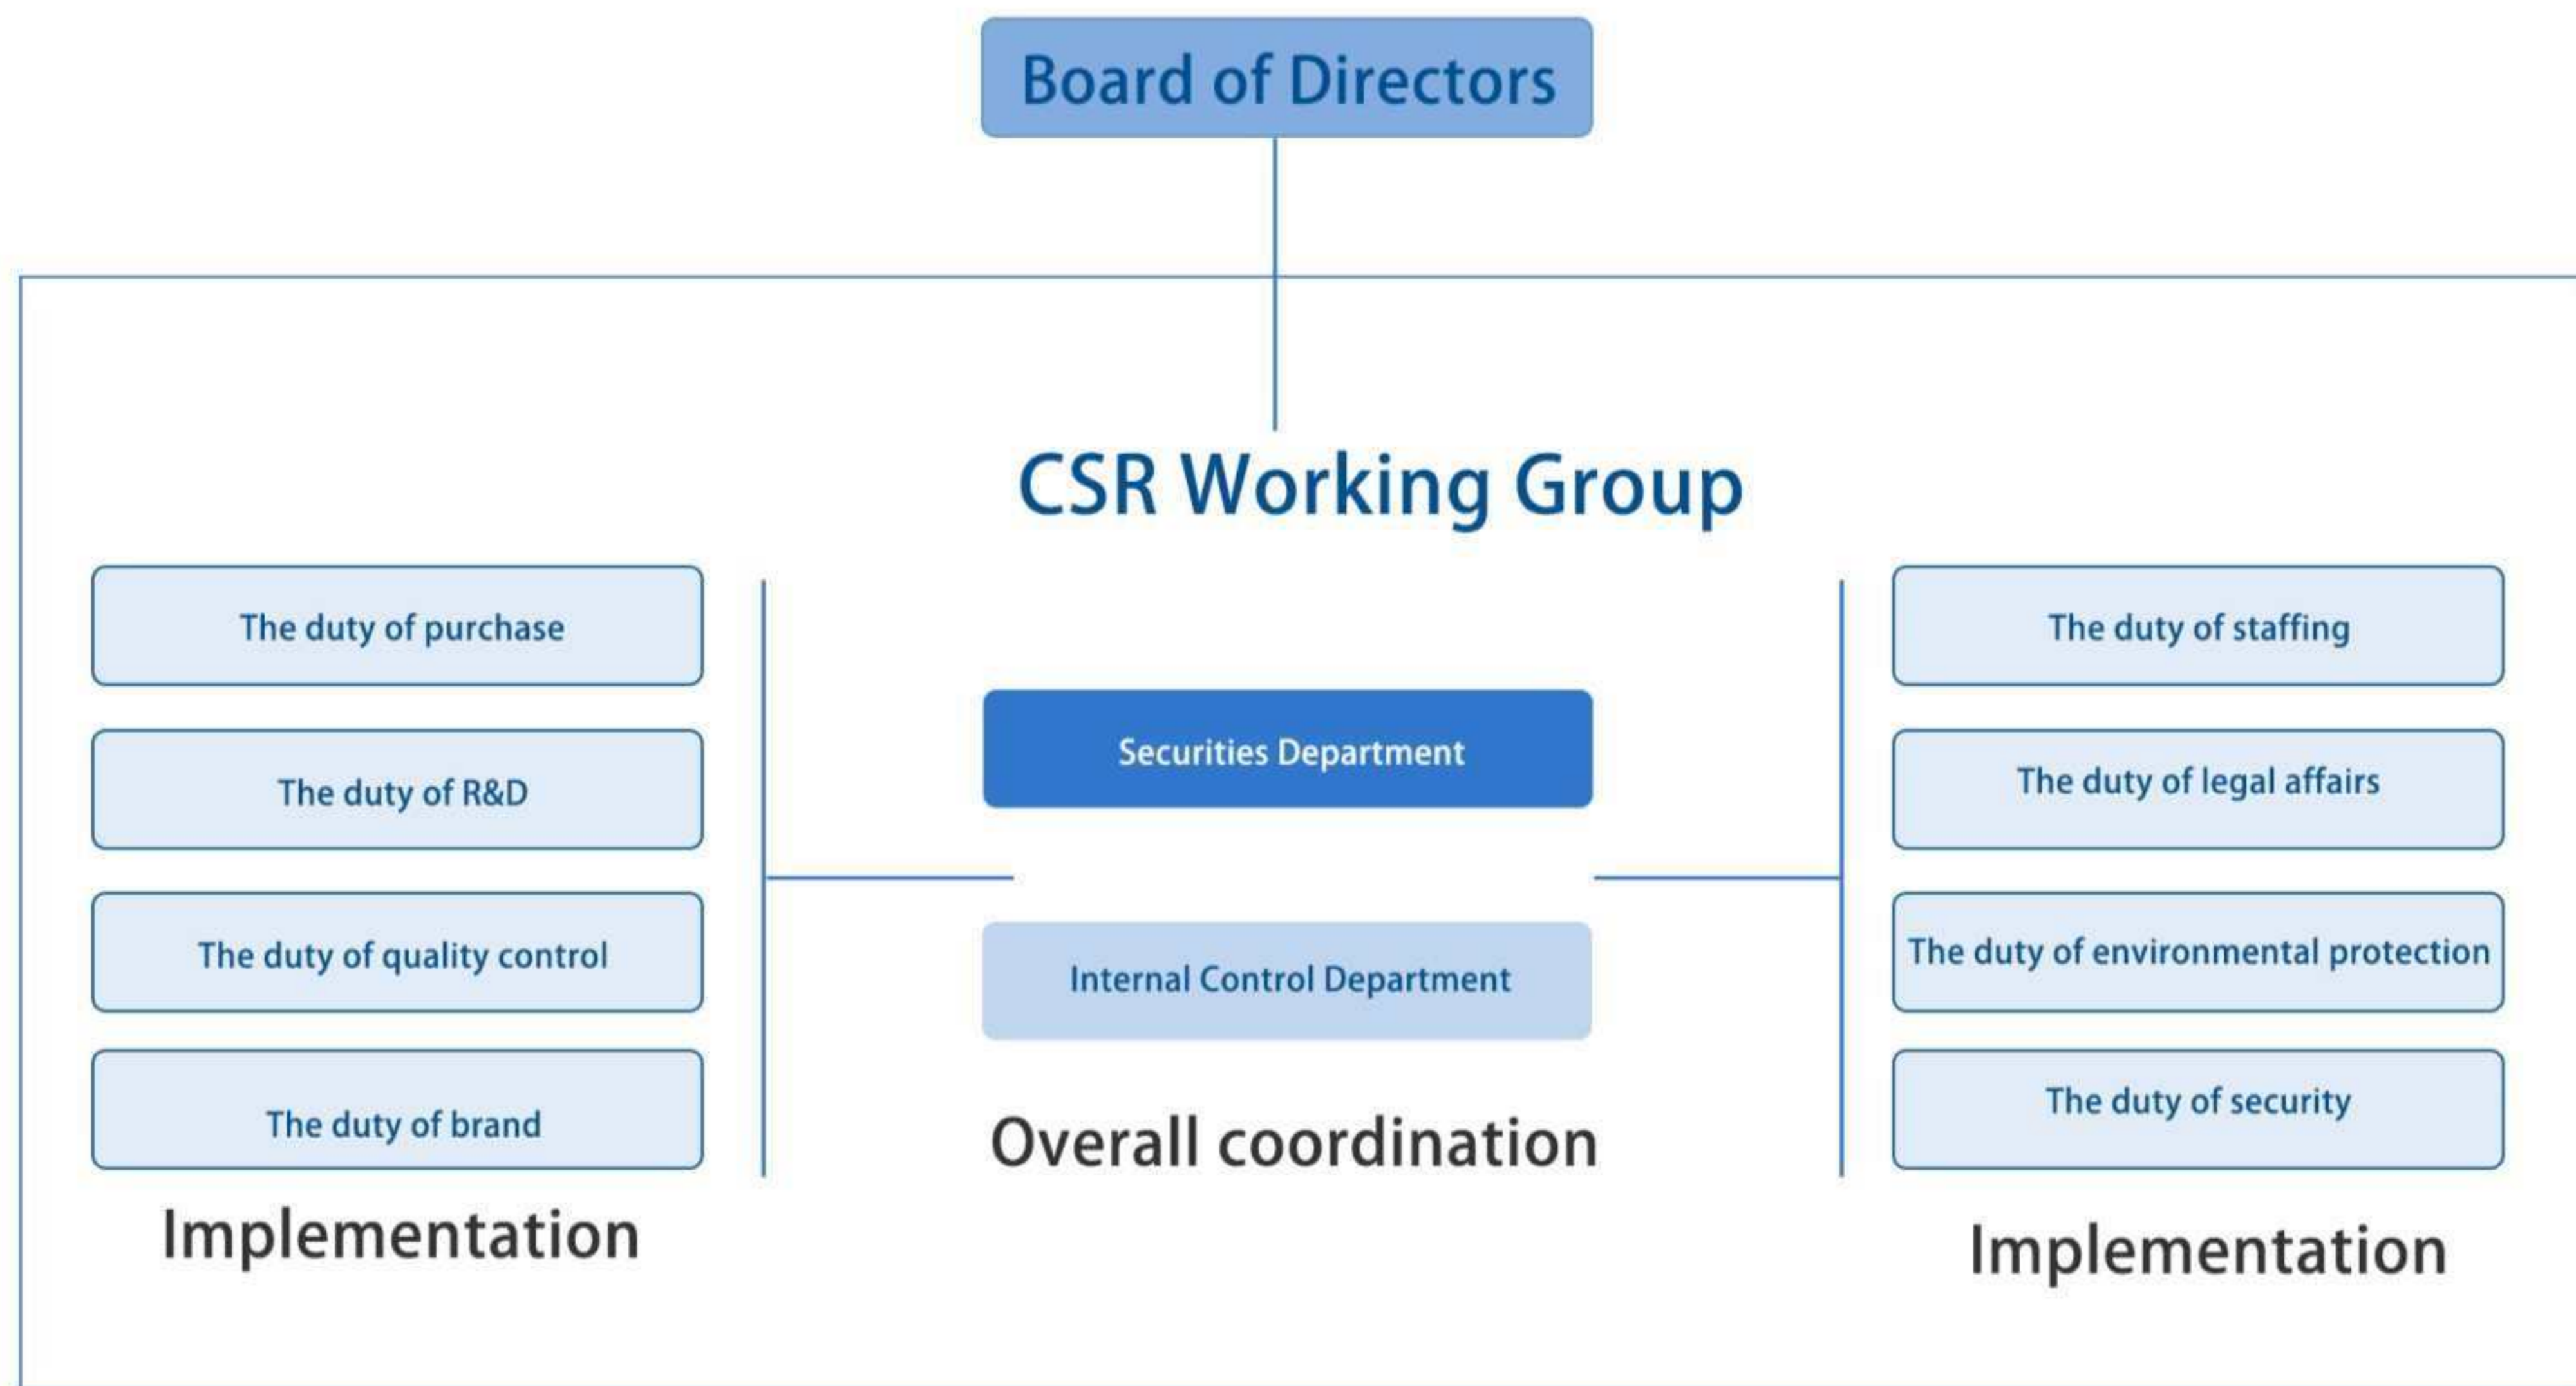 Board of Directors
CSR Working Group
The duty of purchase
The duty of R&D
The duty of quality control
The duty of brand
Implementation
Securities Department
Internal Control Department
Overall coordination
The duty of staffing
The duty of legal affairs
The duty of environmental protection
The duty of security
Implementation